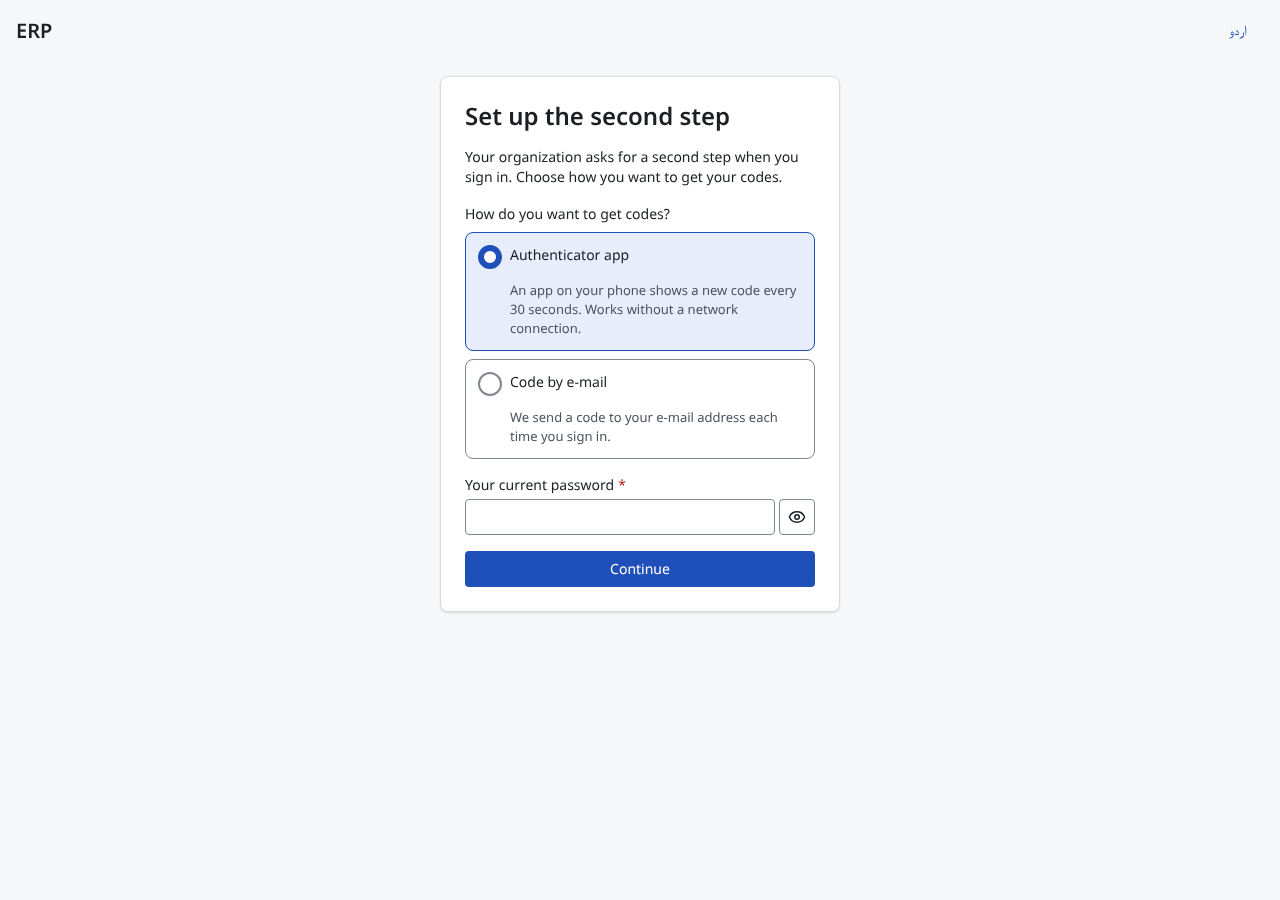 ERP
اردو
Set up the second step
Your organization asks for a second step when you
sign in. Choose how you want to get your codes.
How do you want to get codes?
Authenticator app
An app on your phone shows a new code every
30 seconds. Works without a network
connection.
Code by e-mail
We send a code to your e-mail address each
time you sign in.
Your current password *
Continue